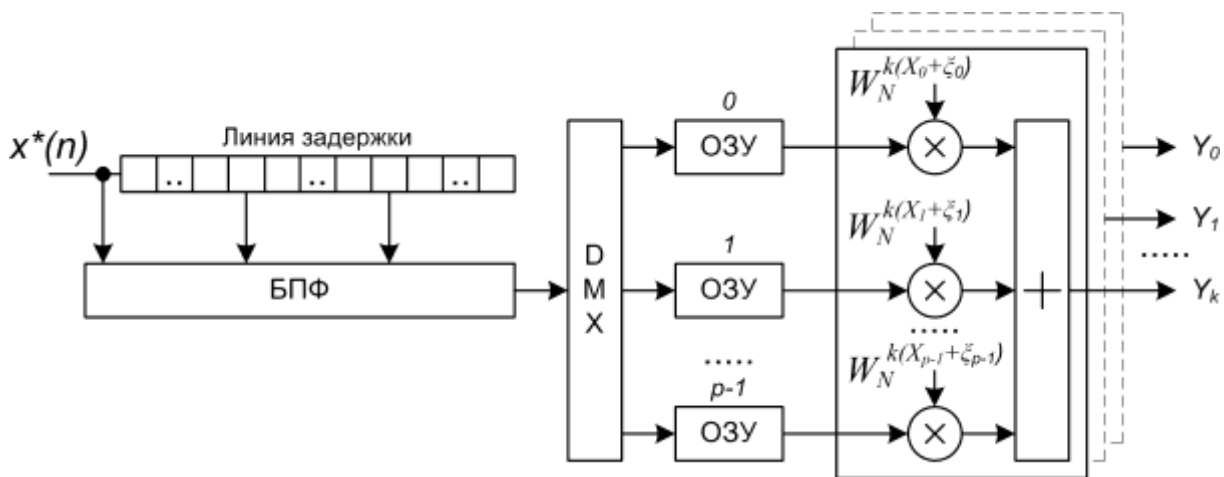 x*(n)
Линия задержки
.. .. ..
БПФ
D
M
X
0
ОЗУ
1
ОЗУ
.....
p-1
ОЗУ
W_N^{k(X_0+ξ_0)}
×
W_N^{k(X_1+ξ_1)}
×
.....
W_N^{k(X_{p-1}+ξ_{p-1})}
×
+
Y_0
Y_1
.....
Y_k